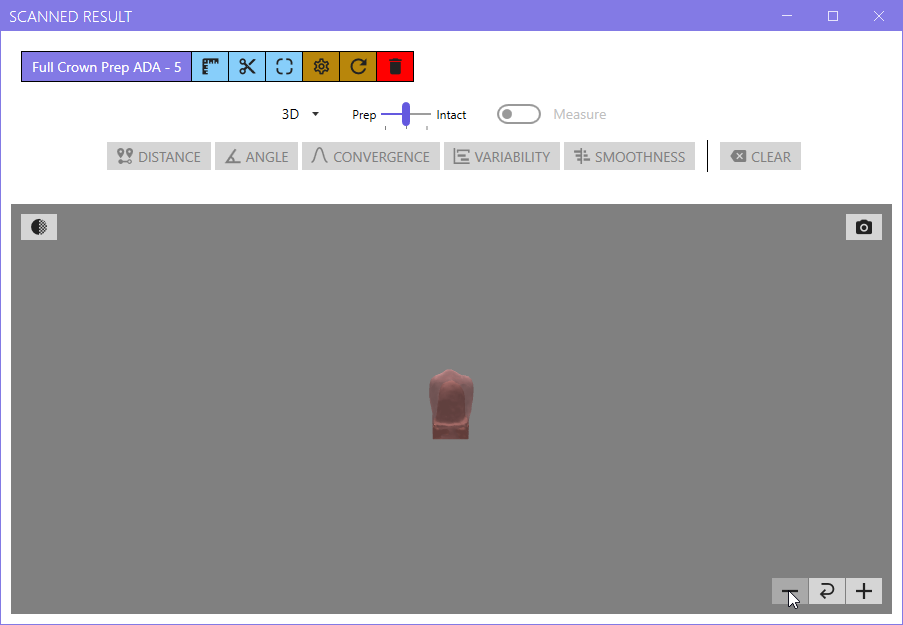 SCANNED RESULT
Full Crown Prep ADA - 5
3D Prep Intact Measure
DISTANCE ANGLE CONVERGENCE VARIABILITY SMOOTHNESS CLEAR